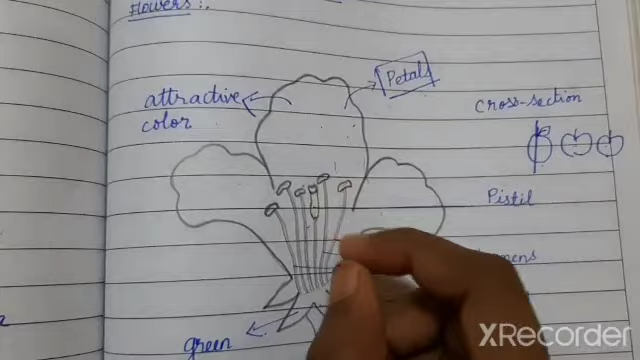 Flowers:.
Petals
attractive
color
Cross-section
Pistil
green
XRecorder